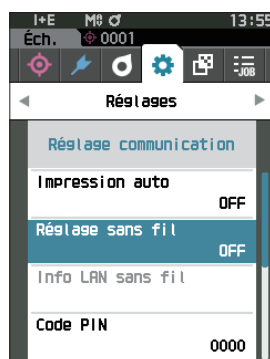 I+E M0 13:55
Éch. 0001
JOB
Réglages
Réglage communication
Impression auto
OFF
Réglage sans fil
OFF
Info LAN sans fil
Code PIN
0000